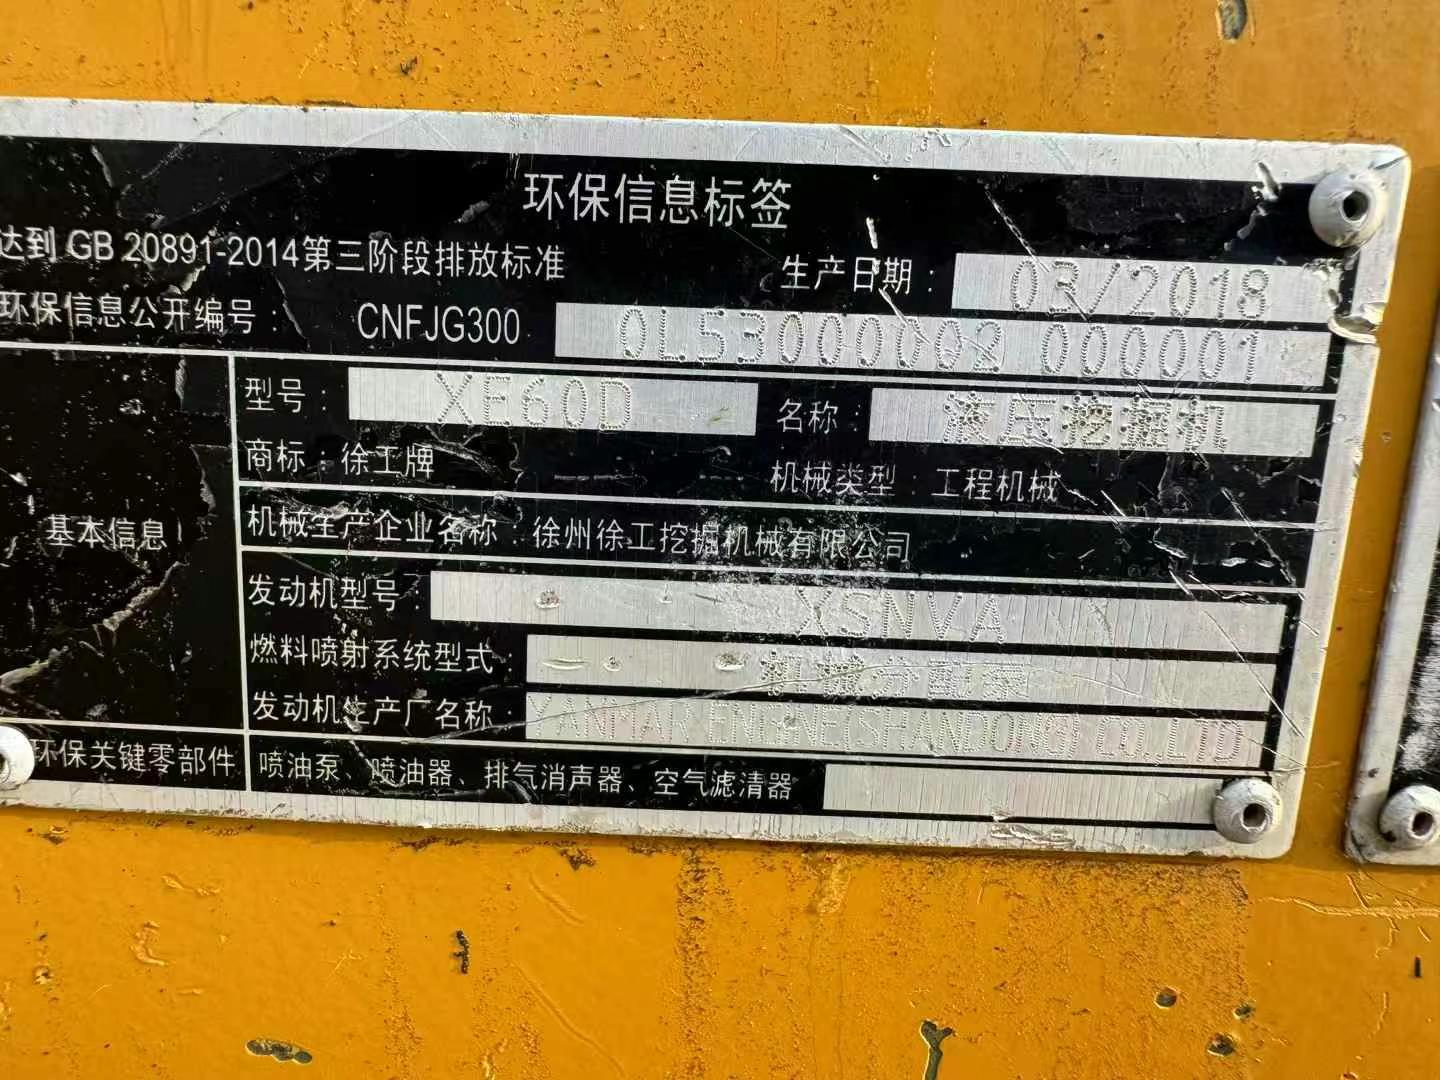 环保信息标签
达到 GB 20891-2014第三阶段排放标准 生产日期：03/2018
环保信息公开编号： CNFJG300 0L53000002 000001
型号：XE60D 名称：液压挖掘机
商标：徐工牌 机械类型：工程机械
基本信息
机械生产企业名称：徐州徐工挖掘机械有限公司
发动机型号：XSNVA
燃料喷射系统型式：机械分配泵
发动机生产厂名称：YANMAR ENGINE(SHANDONG) CO.,LTD
环保关键零部件 喷油泵、喷油器、排气消声器、空气滤清器